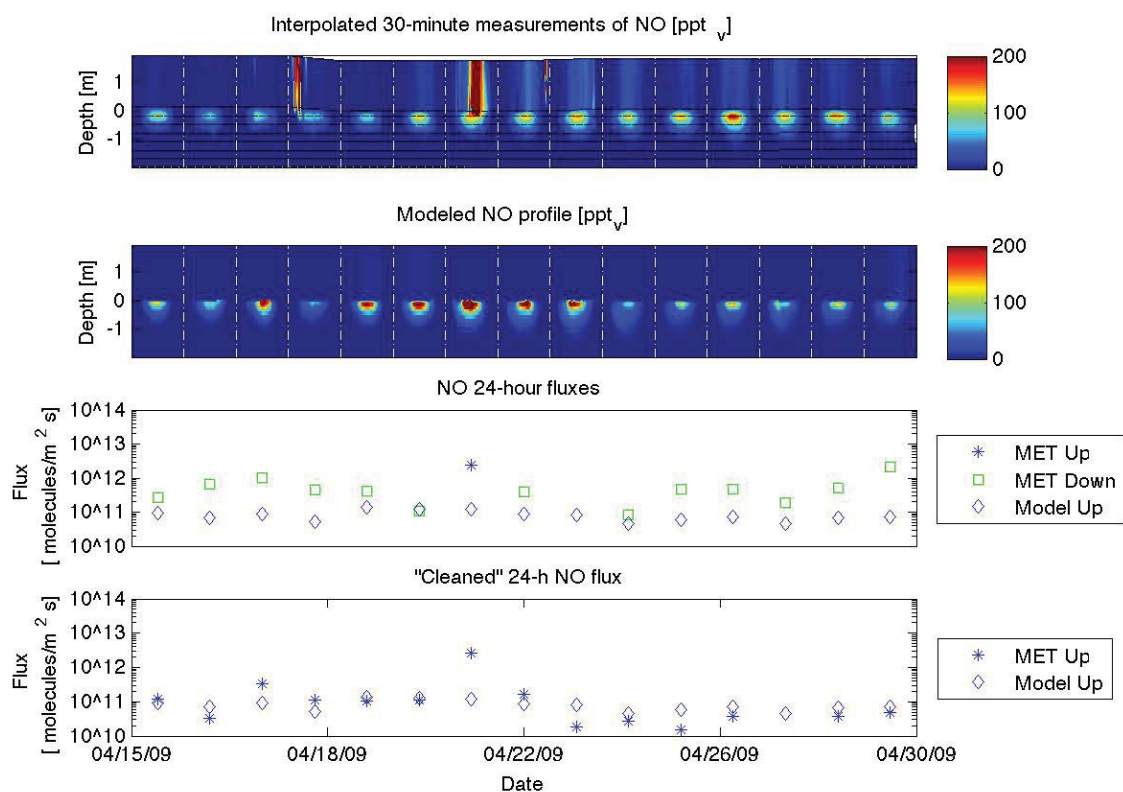 Interpolated 30-minute measurements of NO [ppt v]
Depth [m]
1
0
-1
200
100
0
Modeled NO profile [pptv]
Depth [m]
1
0
-1
200
100
0
NO 24-hour fluxes
Flux
[ molecules/m^2 s]
10^14
10^13
10^12
10^11
10^10
MET Up
MET Down
Model Up
"Cleaned" 24-h NO flux
Flux
[ molecules/m^2 s]
10^14
10^13
10^12
10^11
10^10
MET Up
Model Up
04/15/09 04/18/09 04/22/09 04/26/09 04/30/09
Date